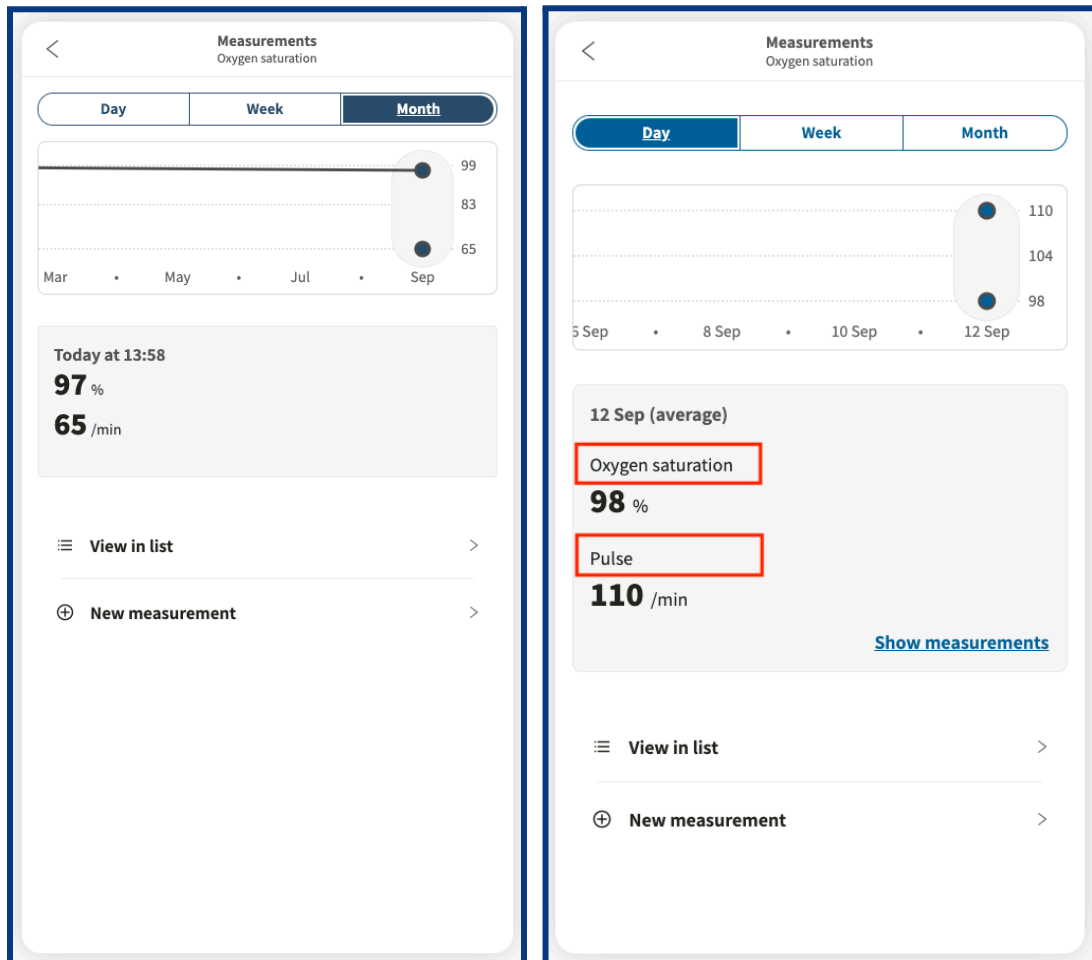 Measurements
Oxygen saturation
Day Week Month
99
83
65
Mar • May • Jul • Sep
Today at 13:58
97 %
65 /min
View in list
New measurement
Measurements
Oxygen saturation
Day Week Month
110
104
98
6 Sep • 8 Sep • 10 Sep • 12 Sep
12 Sep (average)
Oxygen saturation
98 %
Pulse
110 /min
Show measurements
View in list
New measurement